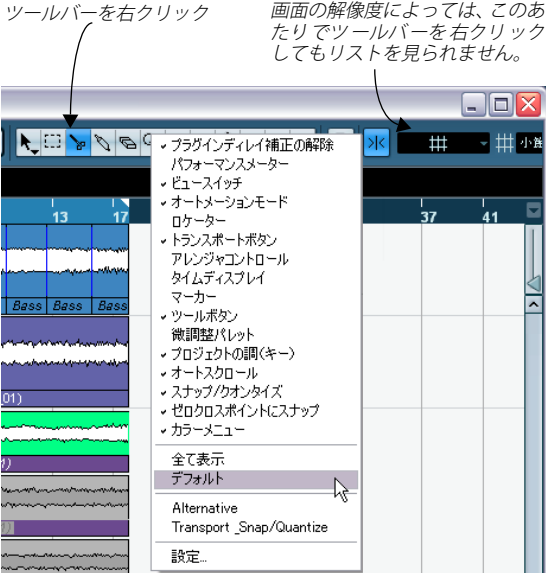 ツールバーを右クリック
画面の解像度によっては、このあ
たりでツールバーを右クリック
してもリストを見られません。
13
17
37
41
Bass
Bass
Bass
_01)
1)
1)
✓プラグインディレイ補正の解除
パフォーマンスメーター
✓ビュースイッチ
✓オートメーションモード
ロケーター
✓トランスポートボタン
アレンジャコントロール
タイムディスプレイ
マーカー
✓ツールボタン
微調整パレット
✓プロジェクトの調(キー)
✓オートスクロール
✓スナップ/クオンタイズ
✓ゼロクロスポイントにスナップ
✓カラーメニュー
全て表示
デフォルト
Alternative
Transport _Snap/Quantize
設定...